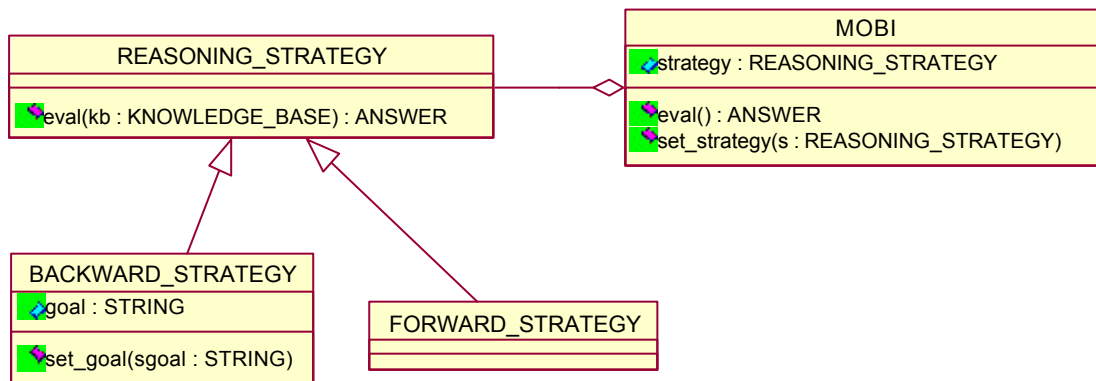 REASONING_STRATEGY
eval(kb : KNOWLEDGE_BASE) : ANSWER
MOBI
strategy : REASONING_STRATEGY
eval() : ANSWER
set_strategy(s : REASONING_STRATEGY)
BACKWARD_STRATEGY
goal : STRING
set_goal(sgoal : STRING)
FORWARD_STRATEGY